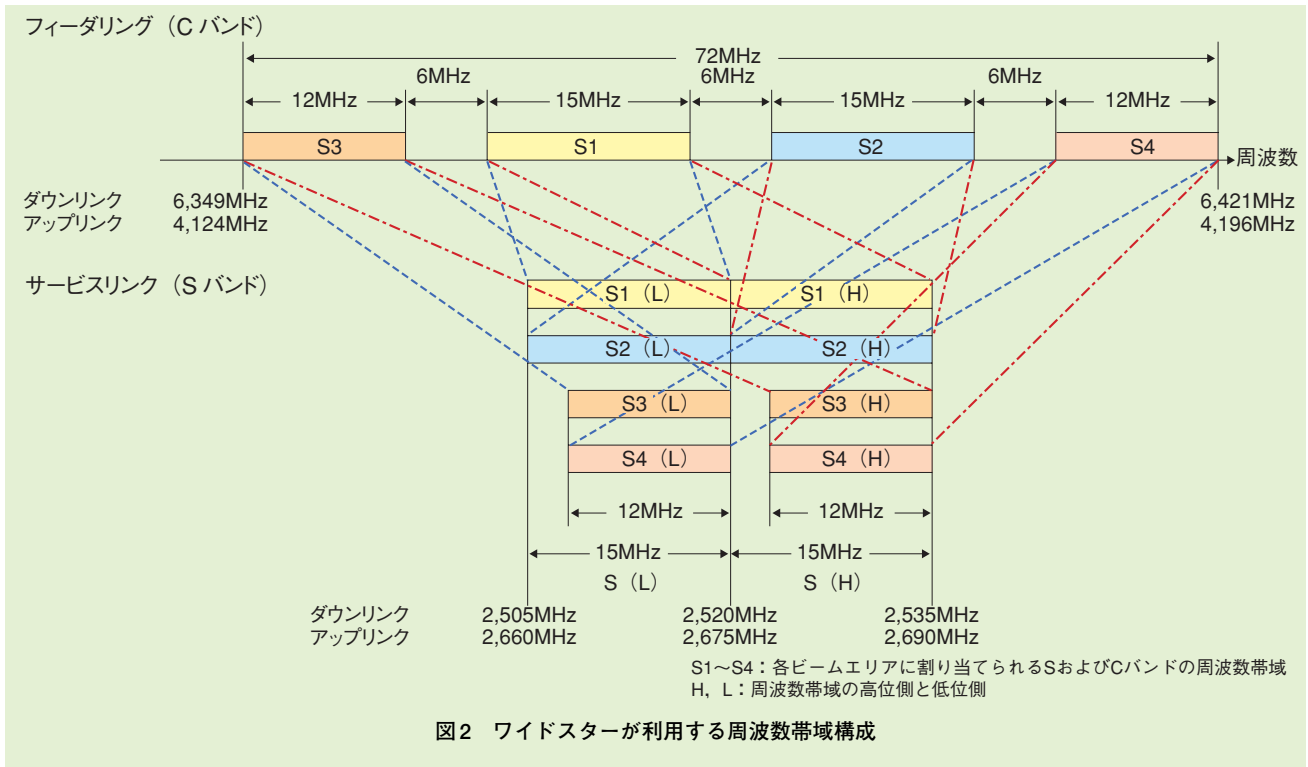 フィーダリング（Cバンド）
72MHz
6MHz 6MHz 6MHz
12MHz 15MHz 15MHz 12MHz
S3 S1 S2 S4 周波数
ダウンリンク 6,349MHz 6,421MHz
アップリンク 4,124MHz 4,196MHz
サービスリンク（Sバンド）
S1（L） S1（H）
S2（L） S2（H）
S3（L） S3（H）
S4（L） S4（H）
12MHz 12MHz
15MHz 15MHz
S（L） S（H）
ダウンリンク 2,505MHz 2,520MHz 2,535MHz
アップリンク 2,660MHz 2,675MHz 2,690MHz
S1～S4：各ビームエリアに割り当てられるSおよびCバンドの周波数帯域
H，L：周波数帯域の高位側と低位側
図2 ワイドスターが利用する周波数帯域構成